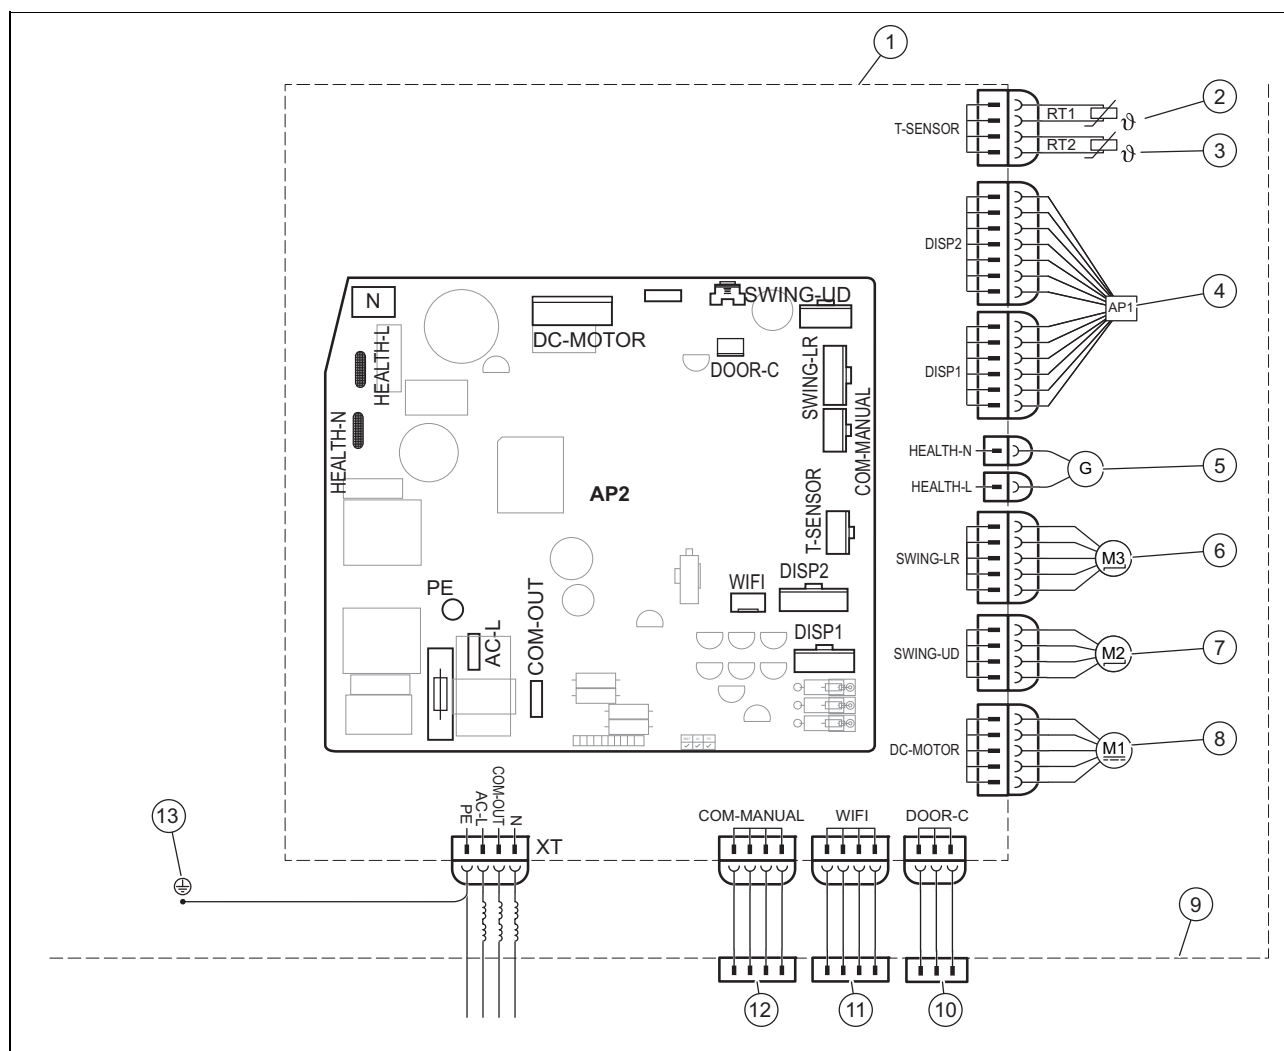 1
T-SENSOR
RT1
ϑ
2
RT2
ϑ
3
DISP2
AP1
4
DISP1
HEALTH-N
G
5
HEALTH-L
SWING-LR
M3
6
SWING-UD
M2
7
DC-MOTOR
M1
8
N
HEALTH-L
HEALTH-N
DC-MOTOR
SWING-UD
DOOR-C
SWING-LR
COM-MANUAL
AP2
T-SENSOR
WIFI
DISP2
DISP1
PE
AC-L
COM-OUT
PE
AC-L
COM-OUT
N
XT
COM-MANUAL
WIFI
DOOR-C
13
9
12
11
10